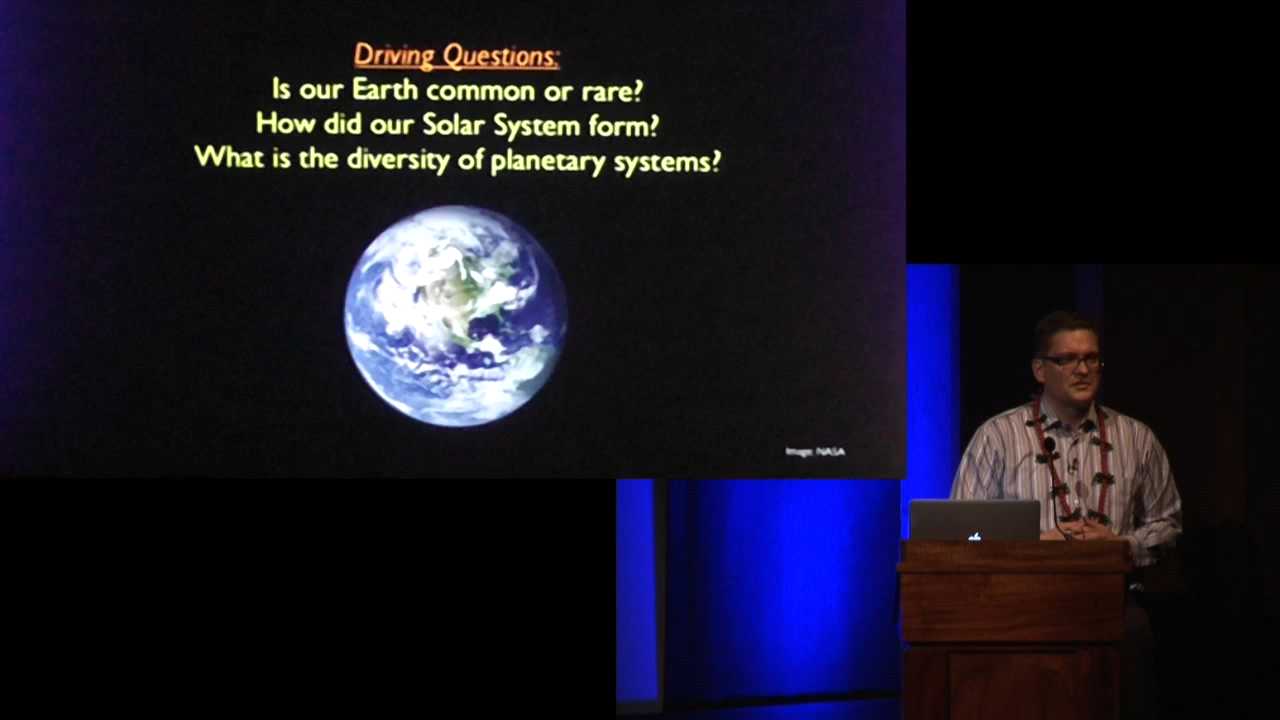 Driving Questions:
Is our Earth common or rare?
How did our Solar System form?
What is the diversity of planetary systems?
Image: NASA